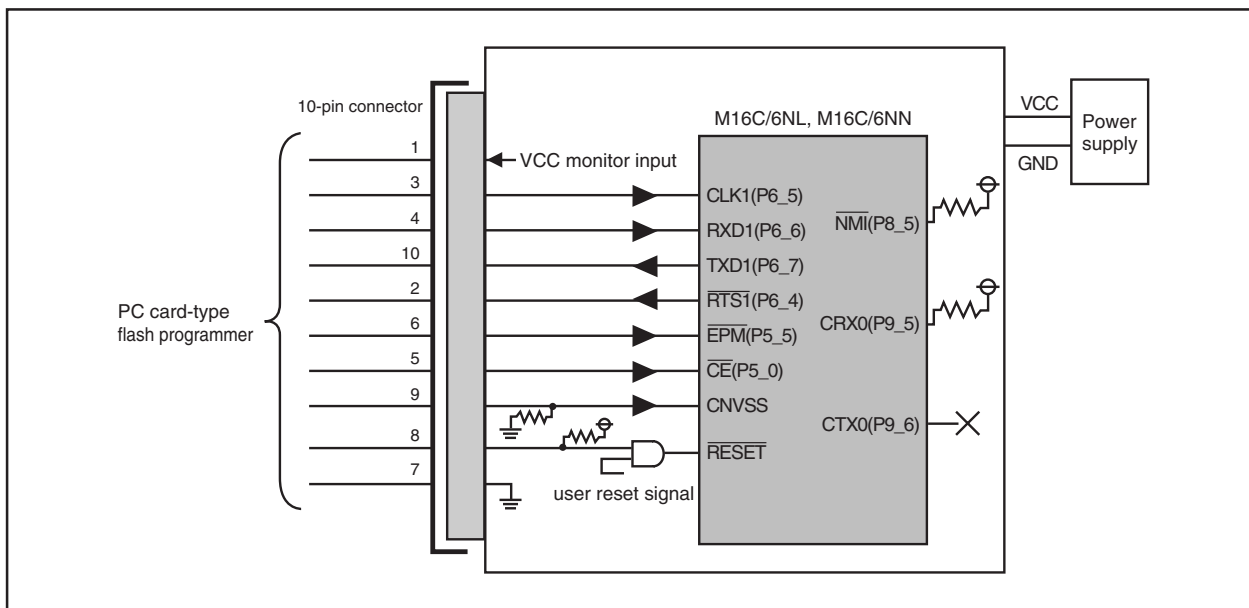 10-pin connector
M16C/6NL, M16C/6NN
VCC
GND
Power
supply
1
VCC monitor input
3
CLK1(P6_5)
4
RXD1(P6_6)
10
TXD1(P6_7)
2
RTS1(P6_4)
6
EPM(P5_5)
5
CE(P5_0)
9
CNVSS
8
RESET
7
user reset signal
NMI(P8_5)
CRX0(P9_5)
CTX0(P9_6)
PC card-type
flash programmer